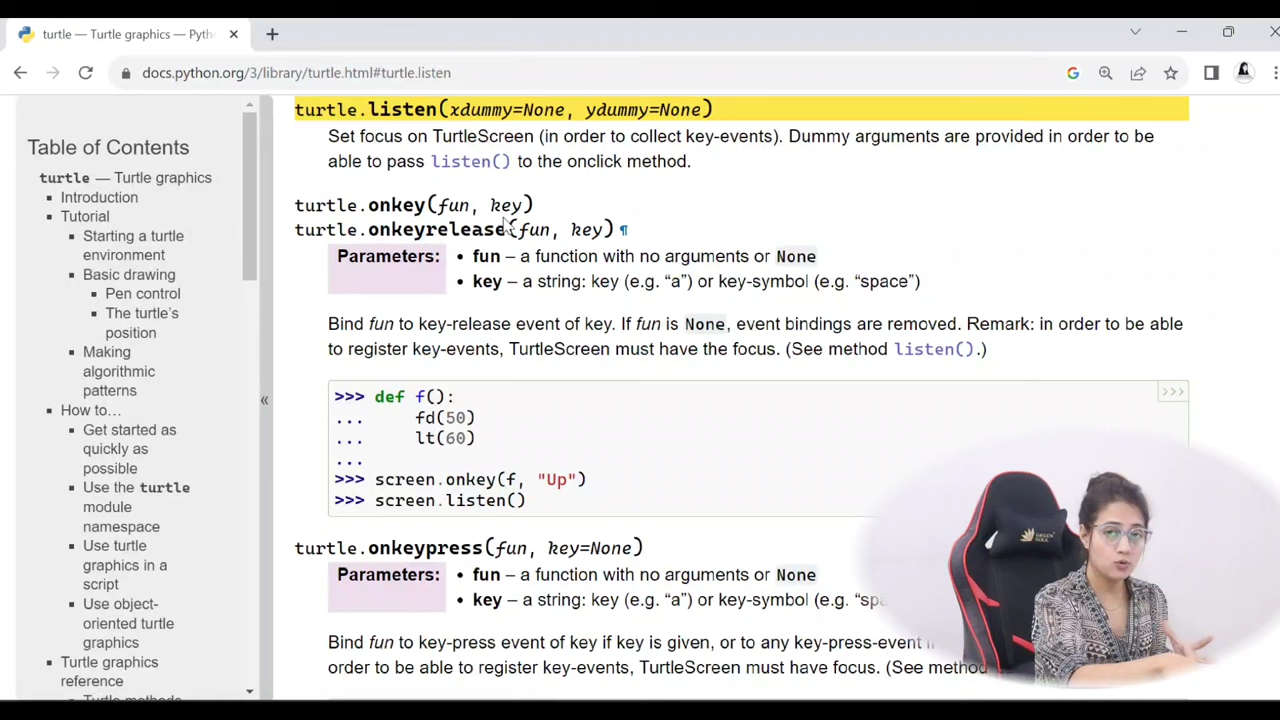 turtle — Turtle graphics — Pyth
docs.python.org/3/library/turtle.html#turtle.listen
Table of Contents
turtle — Turtle graphics
Introduction
Tutorial
Starting a turtle
environment
Basic drawing
Pen control
The turtle's
position
Making
algorithmic
patterns
How to…
Get started as
quickly as
possible
Use the turtle
module
namespace
Use turtle
graphics in a
script
Use object-
oriented turtle
graphics
Turtle graphics
reference
Turtle methods
«
turtle.listen(xdummy=None, ydummy=None)
Set focus on TurtleScreen (in order to collect key-events). Dummy arguments are provided in order to be
able to pass listen() to the onclick method.
turtle.onkey(fun, key)
turtle.onkeyrelease(fun, key) ¶
Parameters: • fun – a function with no arguments or None
• key – a string: key (e.g. “a”) or key-symbol (e.g. “space”)
Bind fun to key-release event of key. If fun is None, event bindings are removed. Remark: in order to be able
to register key-events, TurtleScreen must have the focus. (See method listen().)
>>>
>>> def f():
... fd(50)
... lt(60)
...
>>> screen.onkey(f, "Up")
>>> screen.listen()
turtle.onkeypress(fun, key=None)
Parameters: • fun – a function with no arguments or None
• key – a string: key (e.g. “a”) or key-symbol (e.g. “spa
Bind fun to key-press event of key if key is given, or to any key-press-event i
order to be able to register key-events, TurtleScreen must have focus. (See method
GREEN SOUL